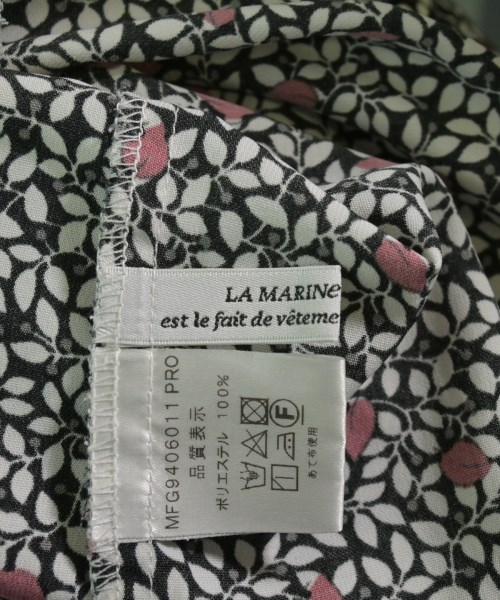 LA MARINe
est le fait de vêteme
MFG9406011 PRO
品質表示
ポリエステル 100%
F
あて布使用